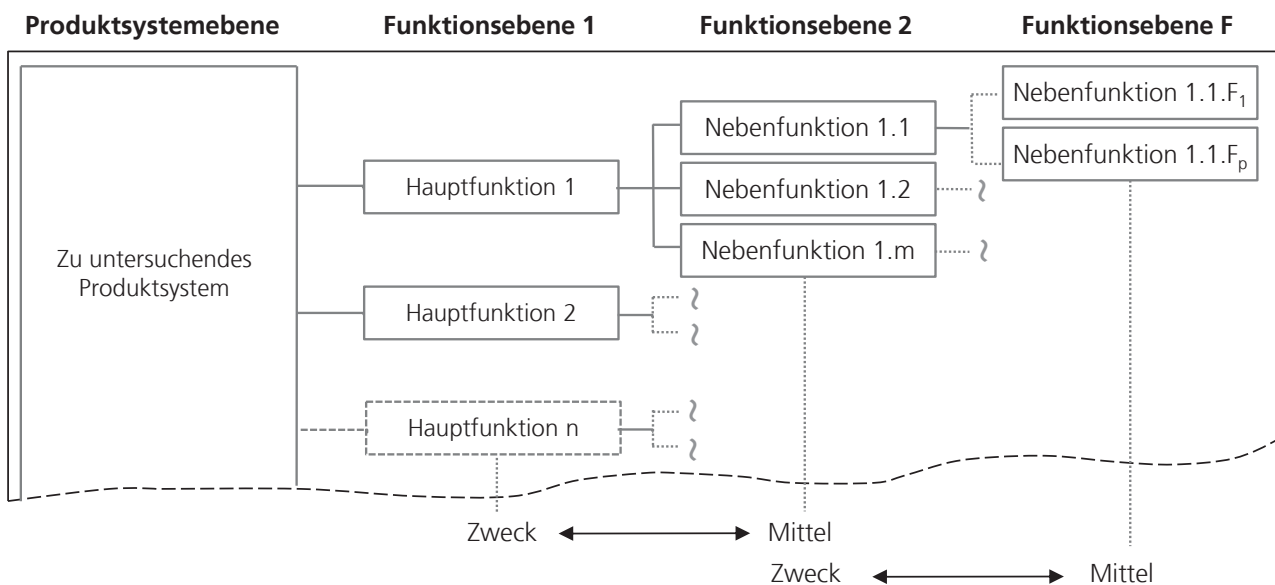 Produktsystemebene Funktionsebene 1 Funktionsebene 2 Funktionsebene F
Nebenfunktion 1.1.F₁
Nebenfunktion 1.1
Nebenfunktion 1.1.Fₚ
Hauptfunktion 1
Nebenfunktion 1.2
Nebenfunktion 1.m
Zu untersuchendes
Produktsystem
Hauptfunktion 2
Hauptfunktion n
Zweck Mittel
Zweck Mittel